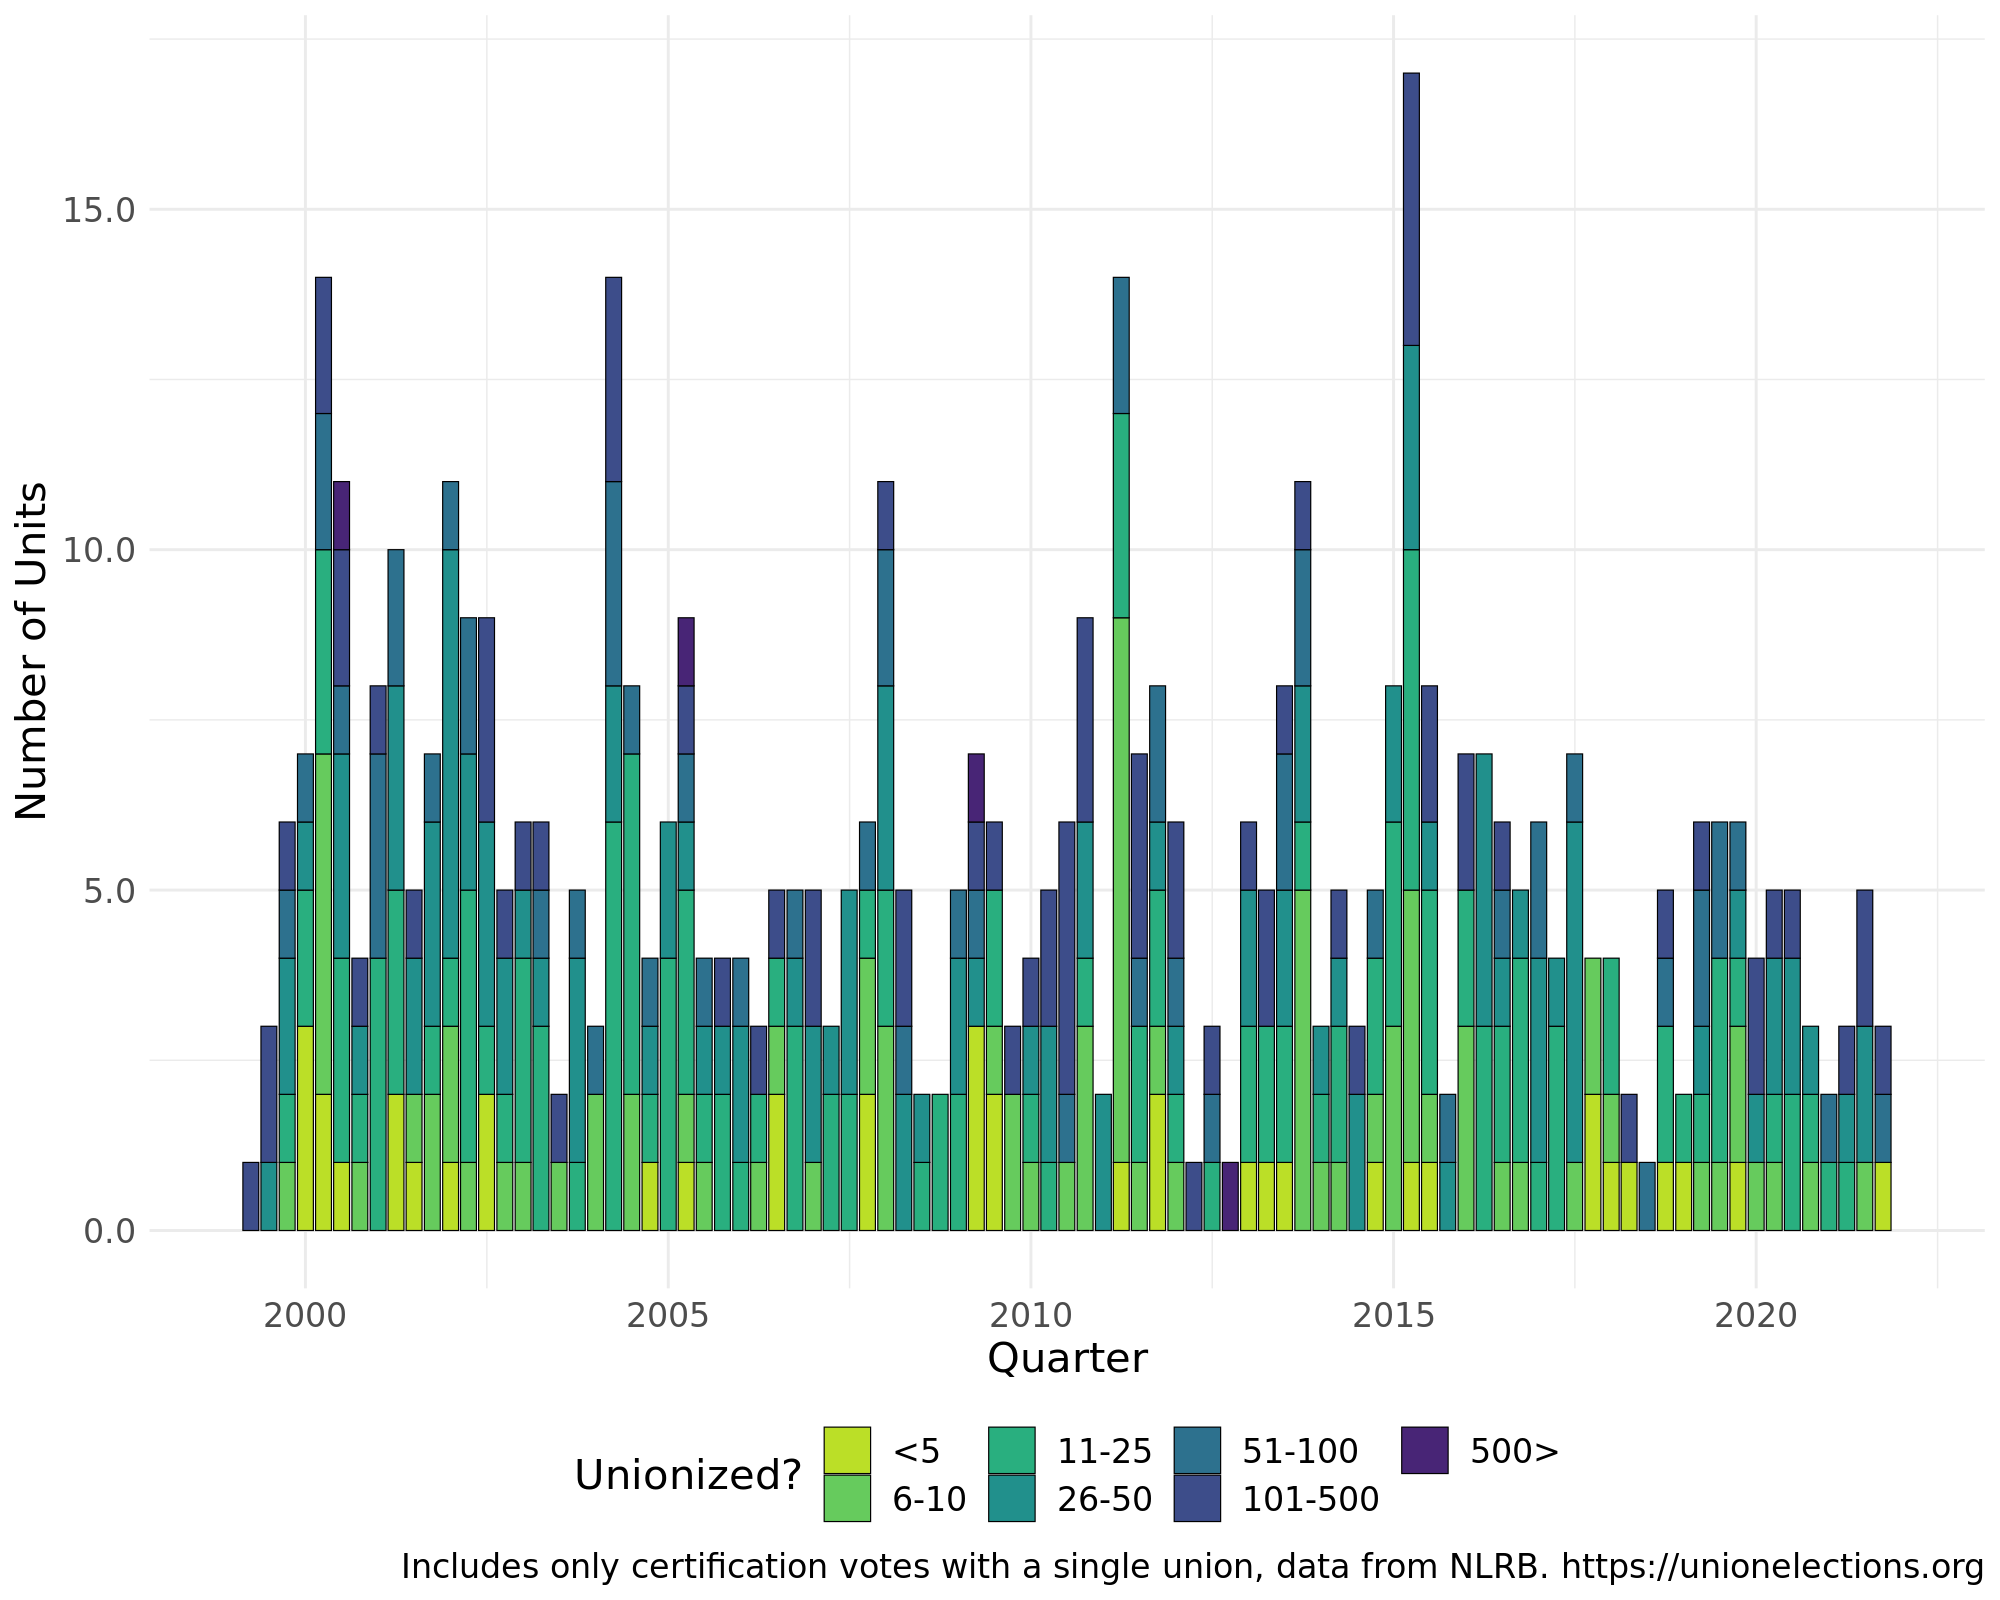 15.0
10.0
5.0
0.0
Number of Units
2000 2005 2010 2015 2020
Quarter
Unionized?
<5 11-25 51-100 500>
6-10 26-50 101-500
Includes only certification votes with a single union, data from NLRB. https://unionelections.org